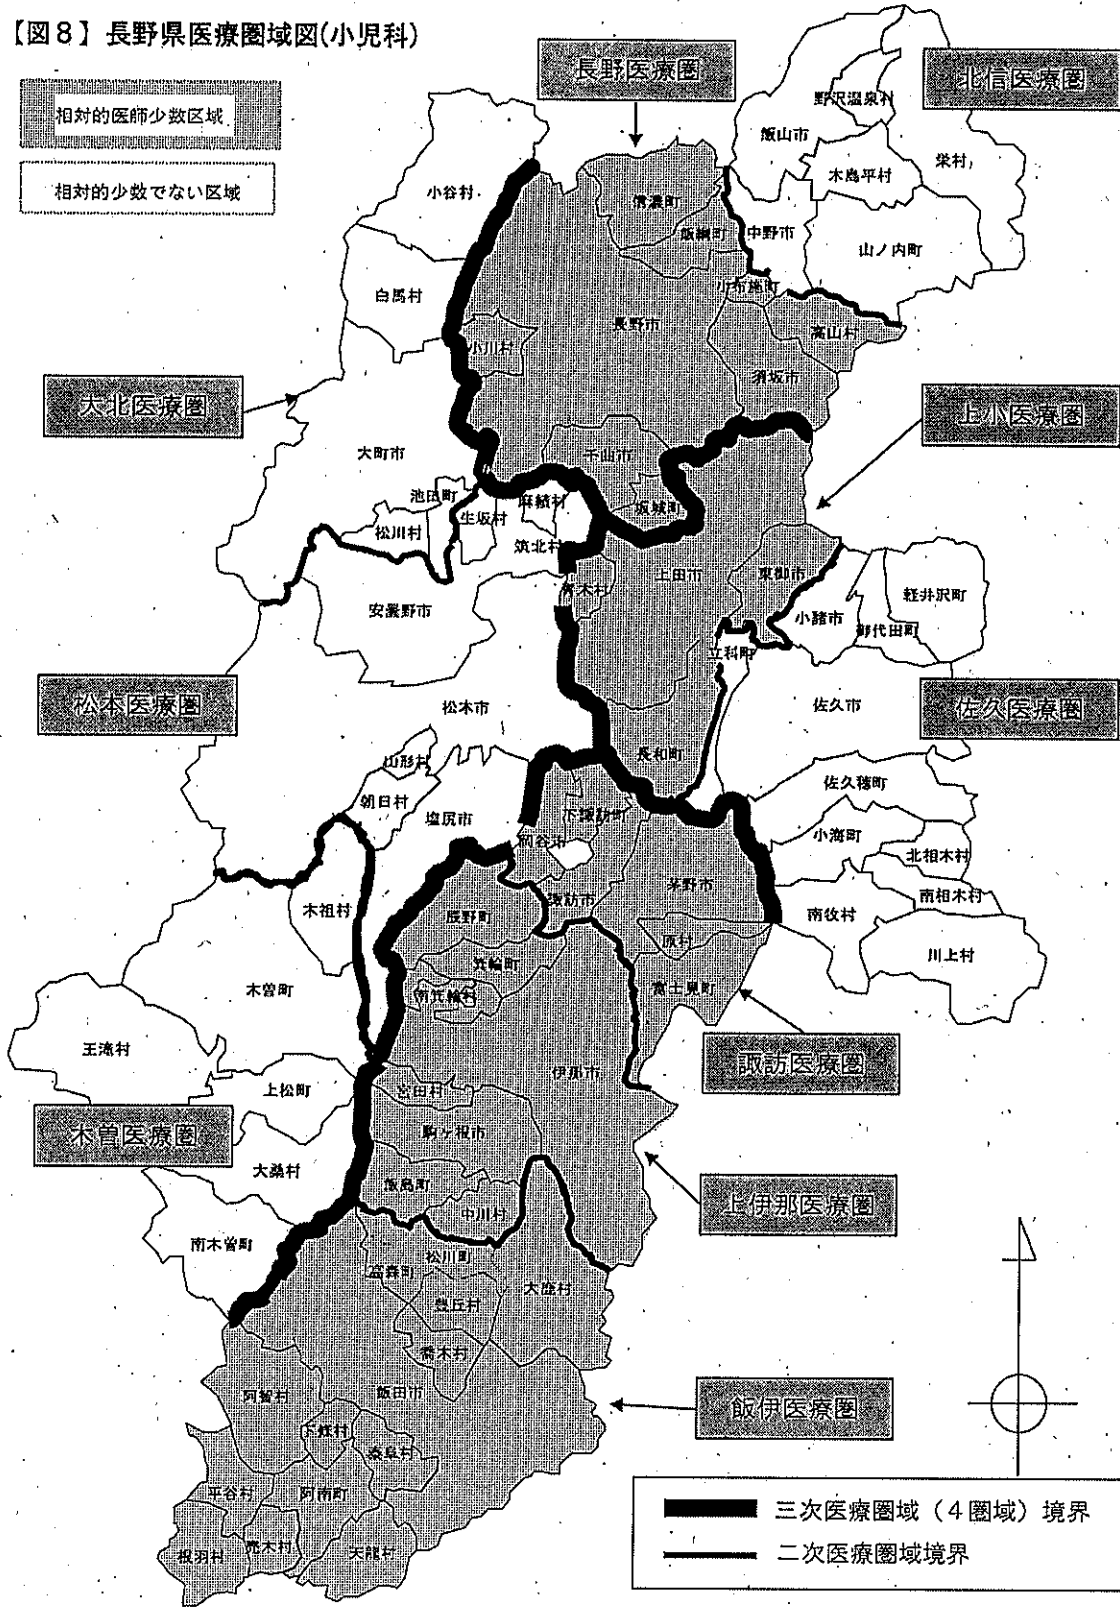 【図8】長野県医療圏域図(小児科)
相対的医師少数区域
相対的少数でない区域
長野医療圏
北信医療圏
野沢温泉村
飯山市
栄村
木島平村
小谷村
信濃町
飯綱町
中野市
山ノ内町
白馬村
小布施町
長野市
高山村
小川村
須坂市
大北医療圏
上小医療圏
大町市
千曲市
池田町
麻績村
坂城町
生坂村
松川村
筑北村
上田市
東御市
青木村
軽井沢町
安曇野市
小諸市
御代田町
立科町
松本医療圏
松本市
佐久市
佐久医療圏
長和町
山形村
佐久穂町
朝日村
塩尻市
下諏訪町
小海町
岡谷市
北相木村
茅野市
南相木村
諏訪市
木祖村
辰野町
南牧村
原村
川上村
箕輪町
木曽町
南箕輪村
富士見町
王滝村
諏訪医療圏
伊那市
上松町
宮田村
木曽医療圏
駒ヶ根市
大桑村
飯島町
上伊那医療圏
中川村
南木曽町
松川町
高森町
大鹿村
豊丘村
喬木村
阿智村
飯田市
飯伊医療圏
下條村
泰阜村
平谷村
阿南町
三次医療圏域（4圏域）境界
売木村
天龍村
根羽村
二次医療圏域境界